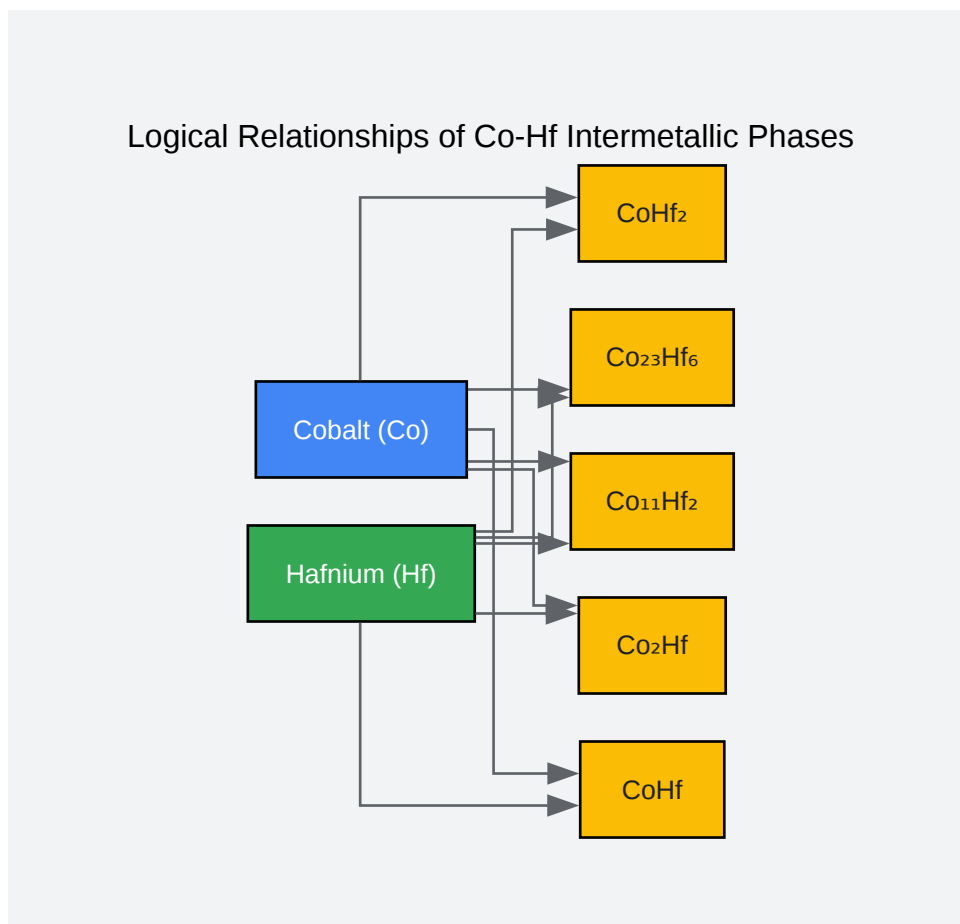 Logical Relationships of Co-Hf Intermetallic Phases
CoHf₂
Co₂₃Hf₆
Cobalt (Co)
Co₁₁Hf₂
Hafnium (Hf)
Co₂Hf
CoHf